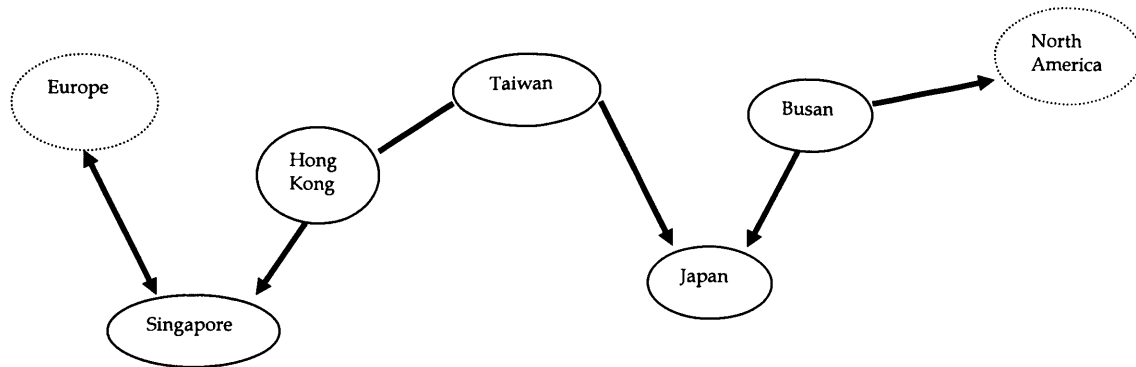 Europe
Hong
Kong
Singapore
Taiwan
Japan
Busan
North
America